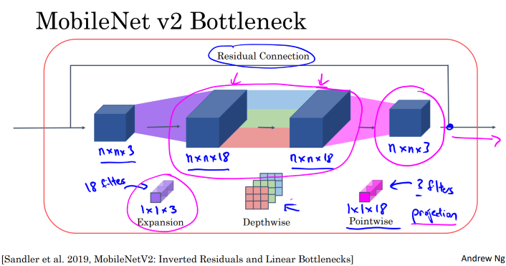 MobileNet v2 Bottleneck
Residual Connection
n×n×3
n×n×18
n×n×18
n×n×3
18 filters
1×1×3
Expansion
Depthwise
1×1×18
Pointwise
filters
projection
[Sandler et al. 2019, MobileNetV2: Inverted Residuals and Linear Bottlenecks]
Andrew Ng